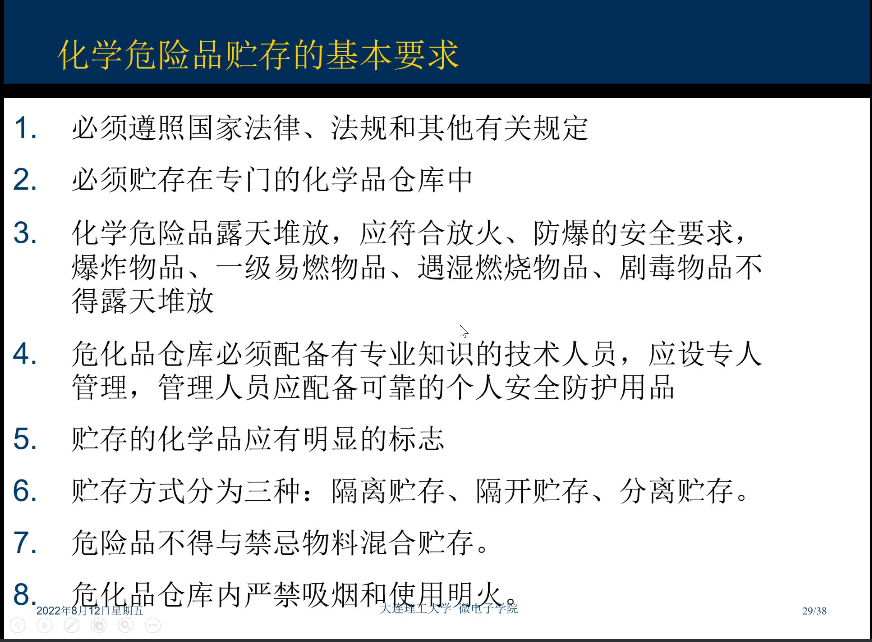 化学危险品贮存的基本要求
1. 必须遵照国家法律、法规和其他有关规定
2. 必须贮存在专门的化学品仓库中
3. 化学危险品露天堆放，应符合放火、防爆的安全要求，
爆炸物品、一级易燃物品、遇湿燃烧物品、剧毒物品不
得露天堆放
4. 危化品仓库必须配备有专业知识的技术人员，应设专人
管理，管理人员应配备可靠的个人安全防护用品
5. 贮存的化学品应有明显的标志
6. 贮存方式分为三种：隔离贮存、隔开贮存、分离贮存。
7. 危险品不得与禁忌物料混合贮存。
8. 危化品仓库内严禁吸烟和使用明火。
2022年8月12日星期五 大连理工大学 微电子学院 29/38